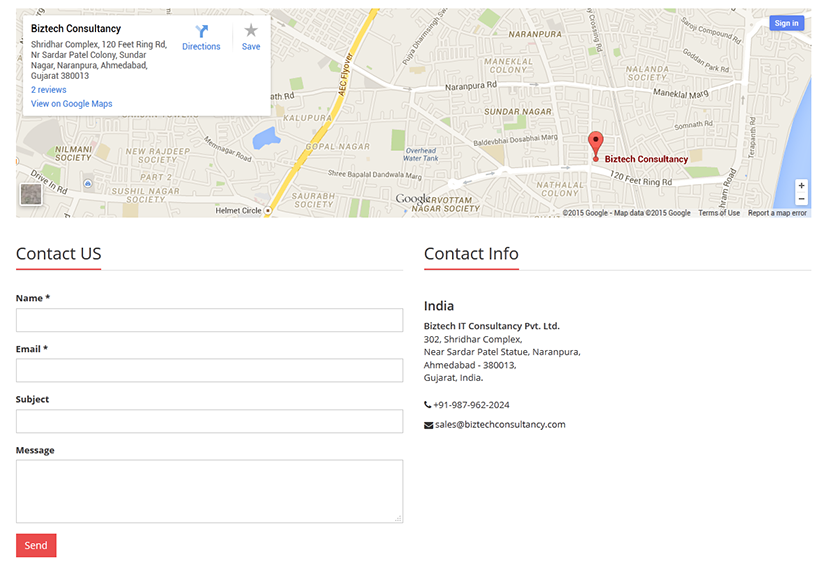 Biztech Consultancy
Shridhar Complex, 120 Feet Ring Rd,
Nr Sardar Patel Colony, Sundar
Nagar, Naranpura, Ahmedabad,
Gujarat 380013
2 reviews
View on Google Maps
Directions
Save
Sign in
AEC Flyover
NARANPURA
MANEKLAL
COLONY
Naranpura Rd
SUNDAR NAGAR
NALANDA
SOCIETY
Saruj Compound Rd
Goddan Park Rd
Maneklal Marg
Somnath Rd
Terapanth Rd
KALUPURA
GOPAL NAGAR
Overhead
Water Tank
Baldevbhai Dosabhai Marg
Biztech Consultancy
120 Feet Ring Rd
NILMANI
SOCIETY
NEW RAJDEEP
SOCIETY
PART 2
SUSHIL NAGAR
SOCIETY
Memnagar Road
Drive In Rd
Shree Bapalal Dandwala Marg
SAURABH
SOCIETY
Helmet Circle
NAGAR SOCIETY
NATHALAL
COLONY
Google
©2015 Google - Map data ©2015 Google
Terms of Use
Report a map error
+
−
Contact US
Name *
Email *
Subject
Message
Send
Contact Info
India
Biztech IT Consultancy Pvt. Ltd.
302, Shridhar Complex,
Near Sardar Patel Statue, Naranpura,
Ahmedabad - 380013,
Gujarat, India.
+91-987-962-2024
sales@biztechconsultancy.com